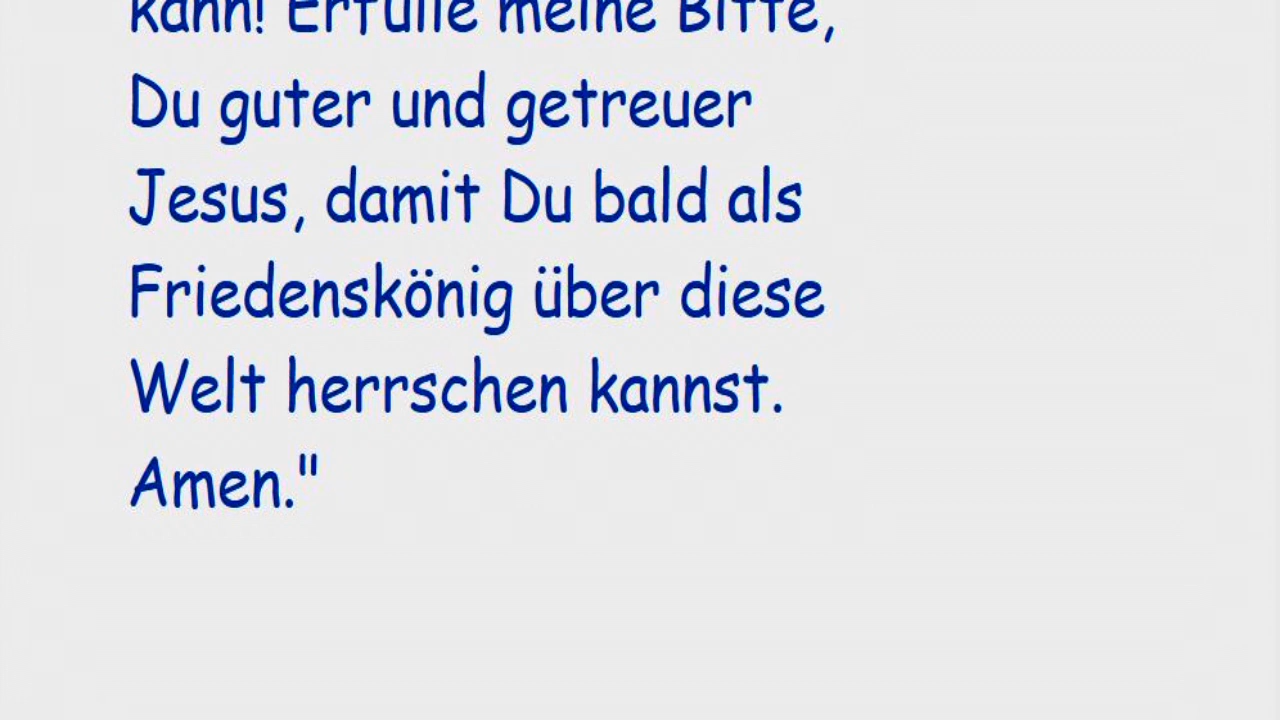 kann! Erfülle meine Bitte,
Du guter und getreuer
Jesus, damit Du bald als
Friedenskönig über diese
Welt herrschen kannst.
Amen."